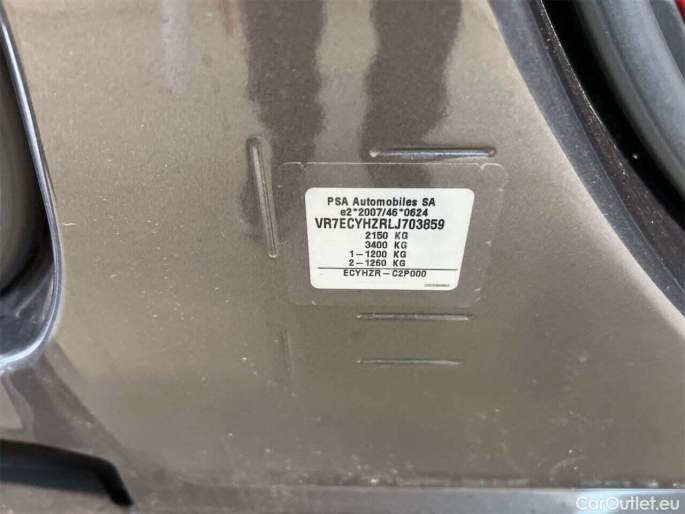 PSA Automobiles SA
e2*2007/46*0624
VR7ECYHZRLJ703859
2150 KG
3400 KG
1-1200 KG
2-1260 KG
ECYHZR-C2P000
CarOutlet.eu